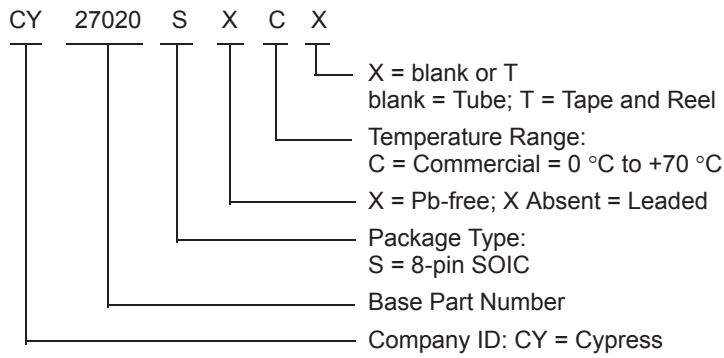 CY 27020 S X C X
X = blank or T
blank = Tube; T = Tape and Reel
Temperature Range:
C = Commercial = 0 °C to +70 °C
X = Pb-free; X Absent = Leaded
Package Type:
S = 8-pin SOIC
Base Part Number
Company ID: CY = Cypress